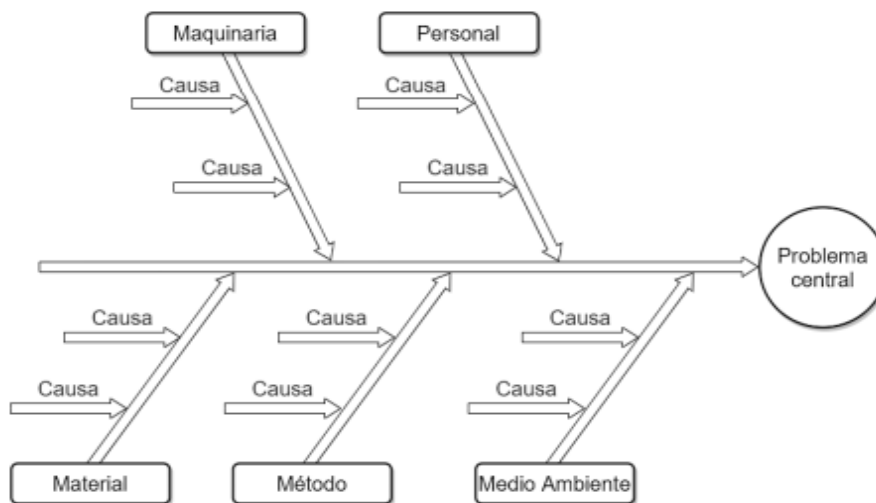 Maquinaria
Personal
Causa
Causa
Causa
Causa
Problema
central
Causa
Causa
Causa
Causa
Causa
Causa
Material
Método
Medio Ambiente